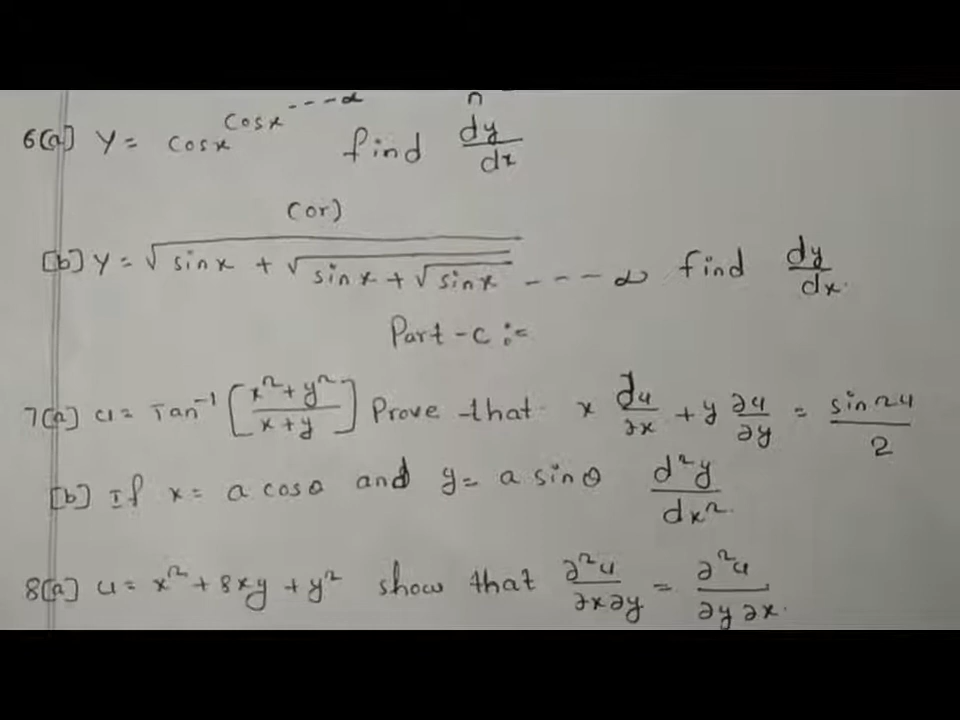 n
6[a] Y = cosx^cosx^----∝ find dy/dx
(or)
[b] Y = √sinx + √sinx + √sinx ---- ∝ find dy/dx.
Part -c :=
7[a] u = Tan⁻¹ [x²+y²/x+y] Prove that x ∂u/∂x + y ∂u/∂y = sin2u/2
[b] If x = a cosθ and y = a sinθ d²y/dx².
8[a] u = x² + 8xy + y² show that ∂²u/∂x∂y = ∂²u/∂y∂x.